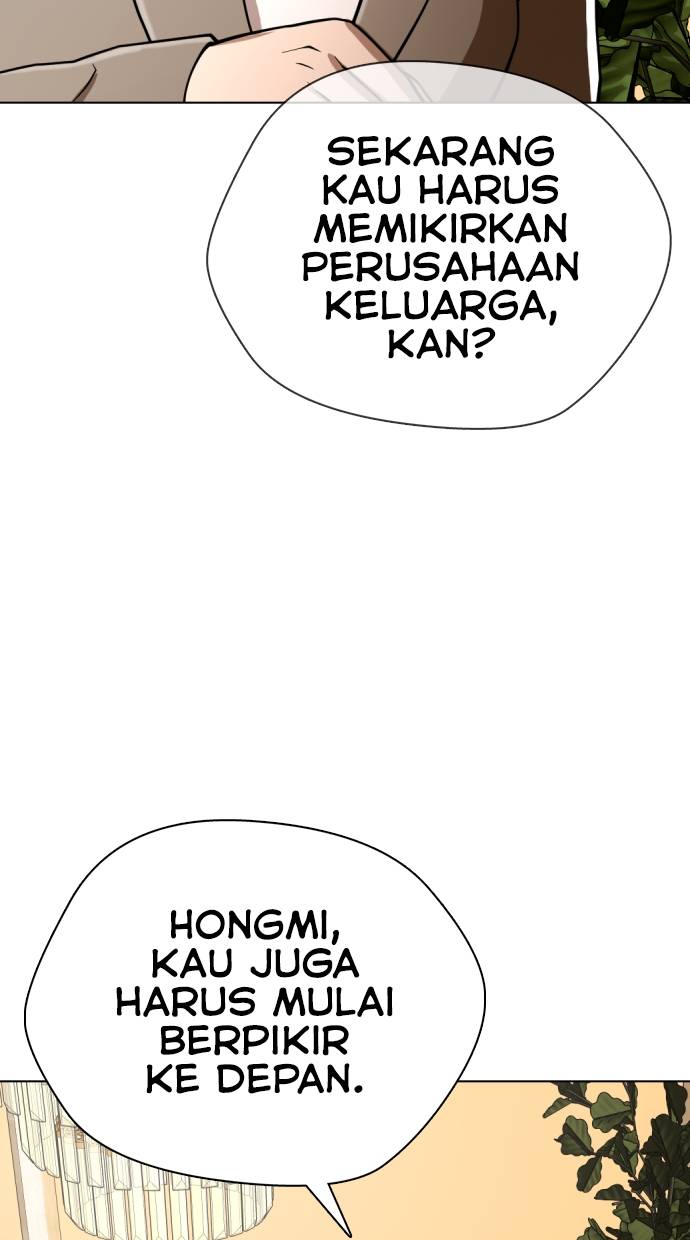 SEKARANG
KAU HARUS
MEMIKIRKAN
PERUSAHAAN
KELUARGA,
KAN?
HONGMI,
KAU JUGA
HARUS MULAI
BERPIKIR
KE DEPAN.